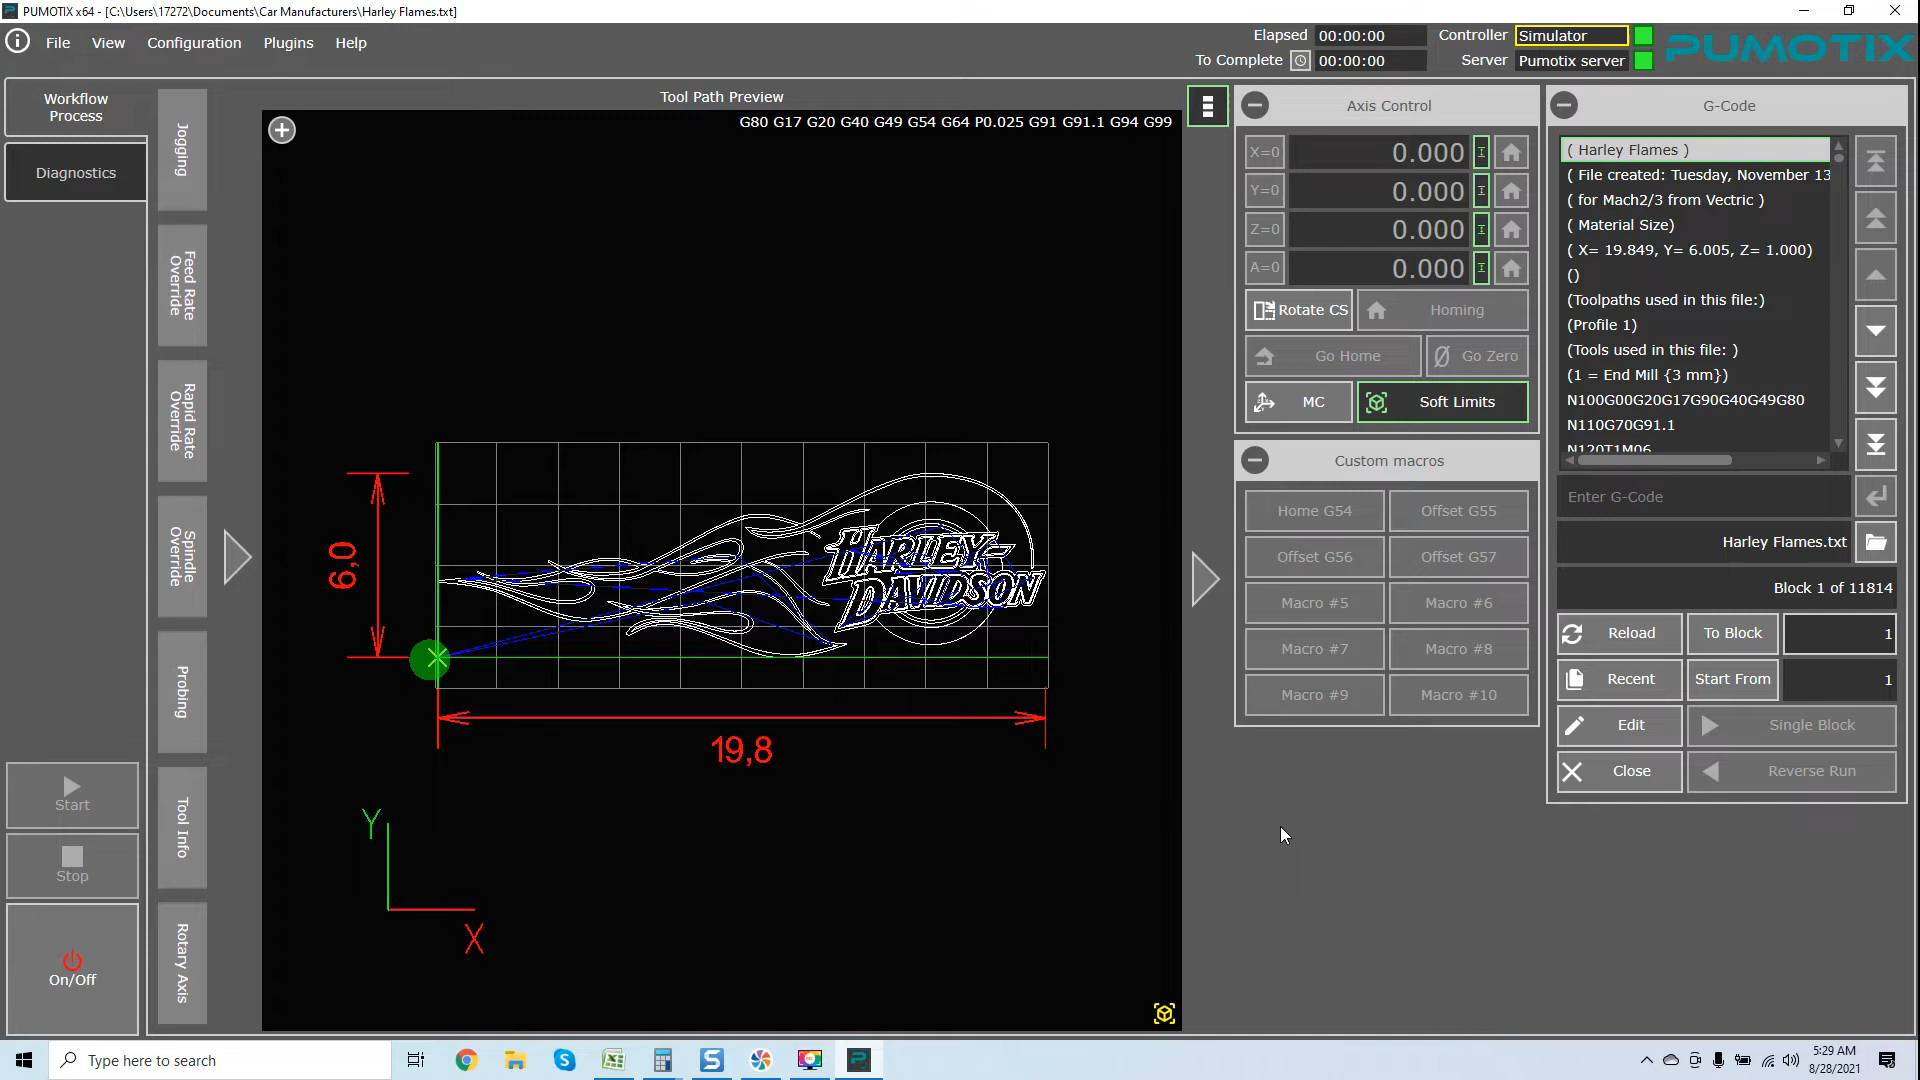 PUMOTIX x64 - [C:\Users\17272\Documents\Car Manufacturers\Harley Flames.txt]
File View Configuration Plugins Help
Elapsed 00:00:00 Controller Simulator
To Complete 00:00:00 Server Pumotix server
PUMOTIX
Workflow
Process
Diagnostics
Start
Stop
On/Off
Jogging
Feed Rate
Override
Rapid Rate
Override
Spindle
Override
Probing
Tool Info
Rotary Axis
Tool Path Preview
G80 G17 G20 G40 G49 G54 G64 P0.025 G91 G91.1 G94 G99
6,0
HARLEY-
DAVIDSON
19,8
Y
X
Axis Control
X=0 0.000
Y=0 0.000
Z=0 0.000
A=0 0.000
Rotate CS Homing
Go Home Go Zero
MC Soft Limits
Custom macros
Home G54 Offset G55
Offset G56 Offset G57
Macro #5 Macro #6
Macro #7 Macro #8
Macro #9 Macro #10
G-Code
( Harley Flames )
( File created: Tuesday, November 13
( for Mach2/3 from Vectric )
( Material Size)
( X= 19.849, Y= 6.005, Z= 1.000)
()
(Toolpaths used in this file:)
(Profile 1)
(Tools used in this file: )
(1 = End Mill {3 mm})
N100G00G20G17G90G40G49G80
N110G70G91.1
N120T1M06
Enter G-Code
Harley Flames.txt
Block 1 of 11814
Reload To Block 1
Recent Start From 1
Edit Single Block
Close Reverse Run
Type here to search
5:29 AM
8/28/2021